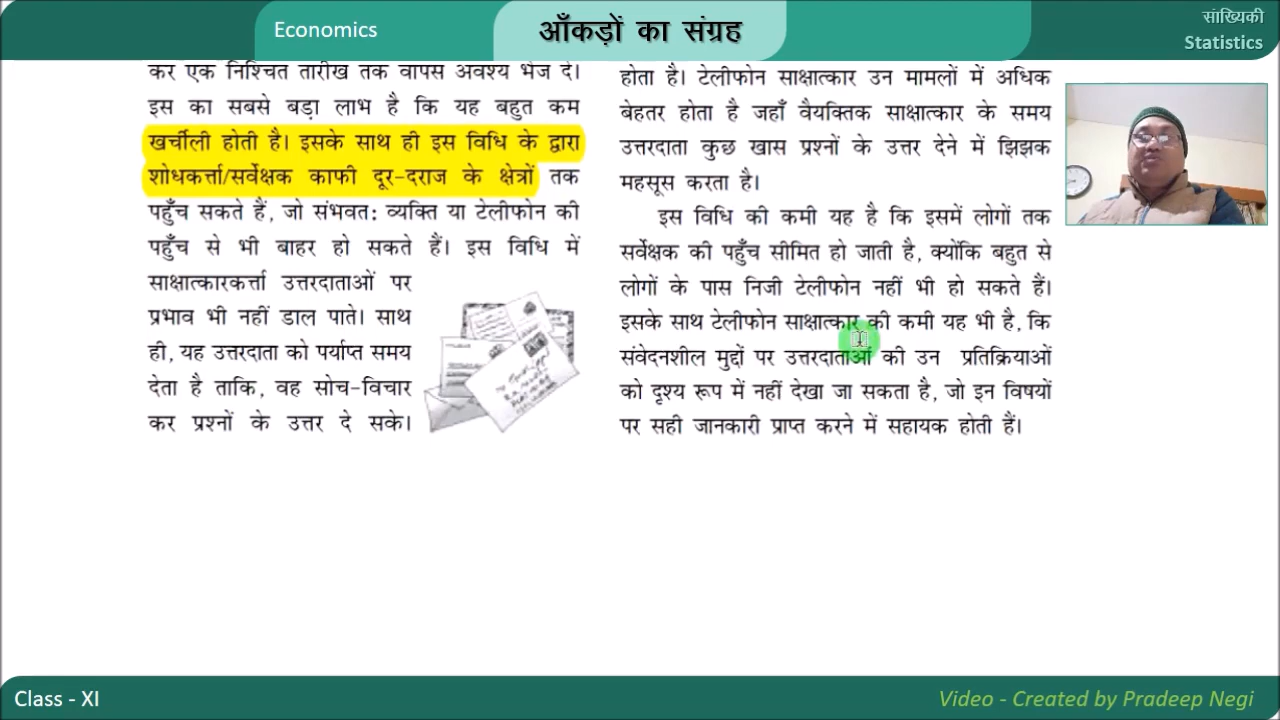 Economics
आँकड़ों का संग्रह
सांख्यिकी
Statistics
कर एक निश्चित तारीख तक वापस अवश्य भेज दे।
इस का सबसे बड़ा लाभ है कि यह बहुत कम
खर्चीली होती है। इसके साथ ही इस विधि के द्वारा
शोधकर्त्ता/सर्वेक्षक काफी दूर-दराज के क्षेत्रों तक
पहुँच सकते हैं, जो संभवत: व्यक्ति या टेलीफोन की
पहुँच से भी बाहर हो सकते हैं। इस विधि में
साक्षात्कारकर्त्ता उत्तरदाताओं पर
प्रभाव भी नहीं डाल पाते। साथ
ही, यह उत्तरदाता को पर्याप्त समय
देता है ताकि, वह सोच-विचार
कर प्रश्नों के उत्तर दे सके।
होता है। टेलीफोन साक्षात्कार उन मामलों में अधिक
बेहतर होता है जहाँ वैयक्तिक साक्षात्कार के समय
उत्तरदाता कुछ खास प्रश्नों के उत्तर देने में झिझक
महसूस करता है।
इस विधि की कमी यह है कि इसमें लोगों तक
सर्वेक्षक की पहुँच सीमित हो जाती है, क्योंकि बहुत से
लोगों के पास निजी टेलीफोन नहीं भी हो सकते हैं।
इसके साथ टेलीफोन साक्षात्कार की कमी यह भी है, कि
संवेदनशील मुद्दों पर उत्तरदाताओं की उन प्रतिक्रियाओं
को दृश्य रूप में नहीं देखा जा सकता है, जो इन विषयों
पर सही जानकारी प्राप्त करने में सहायक होती हैं।
Class - XI
Video - Created by Pradeep Negi